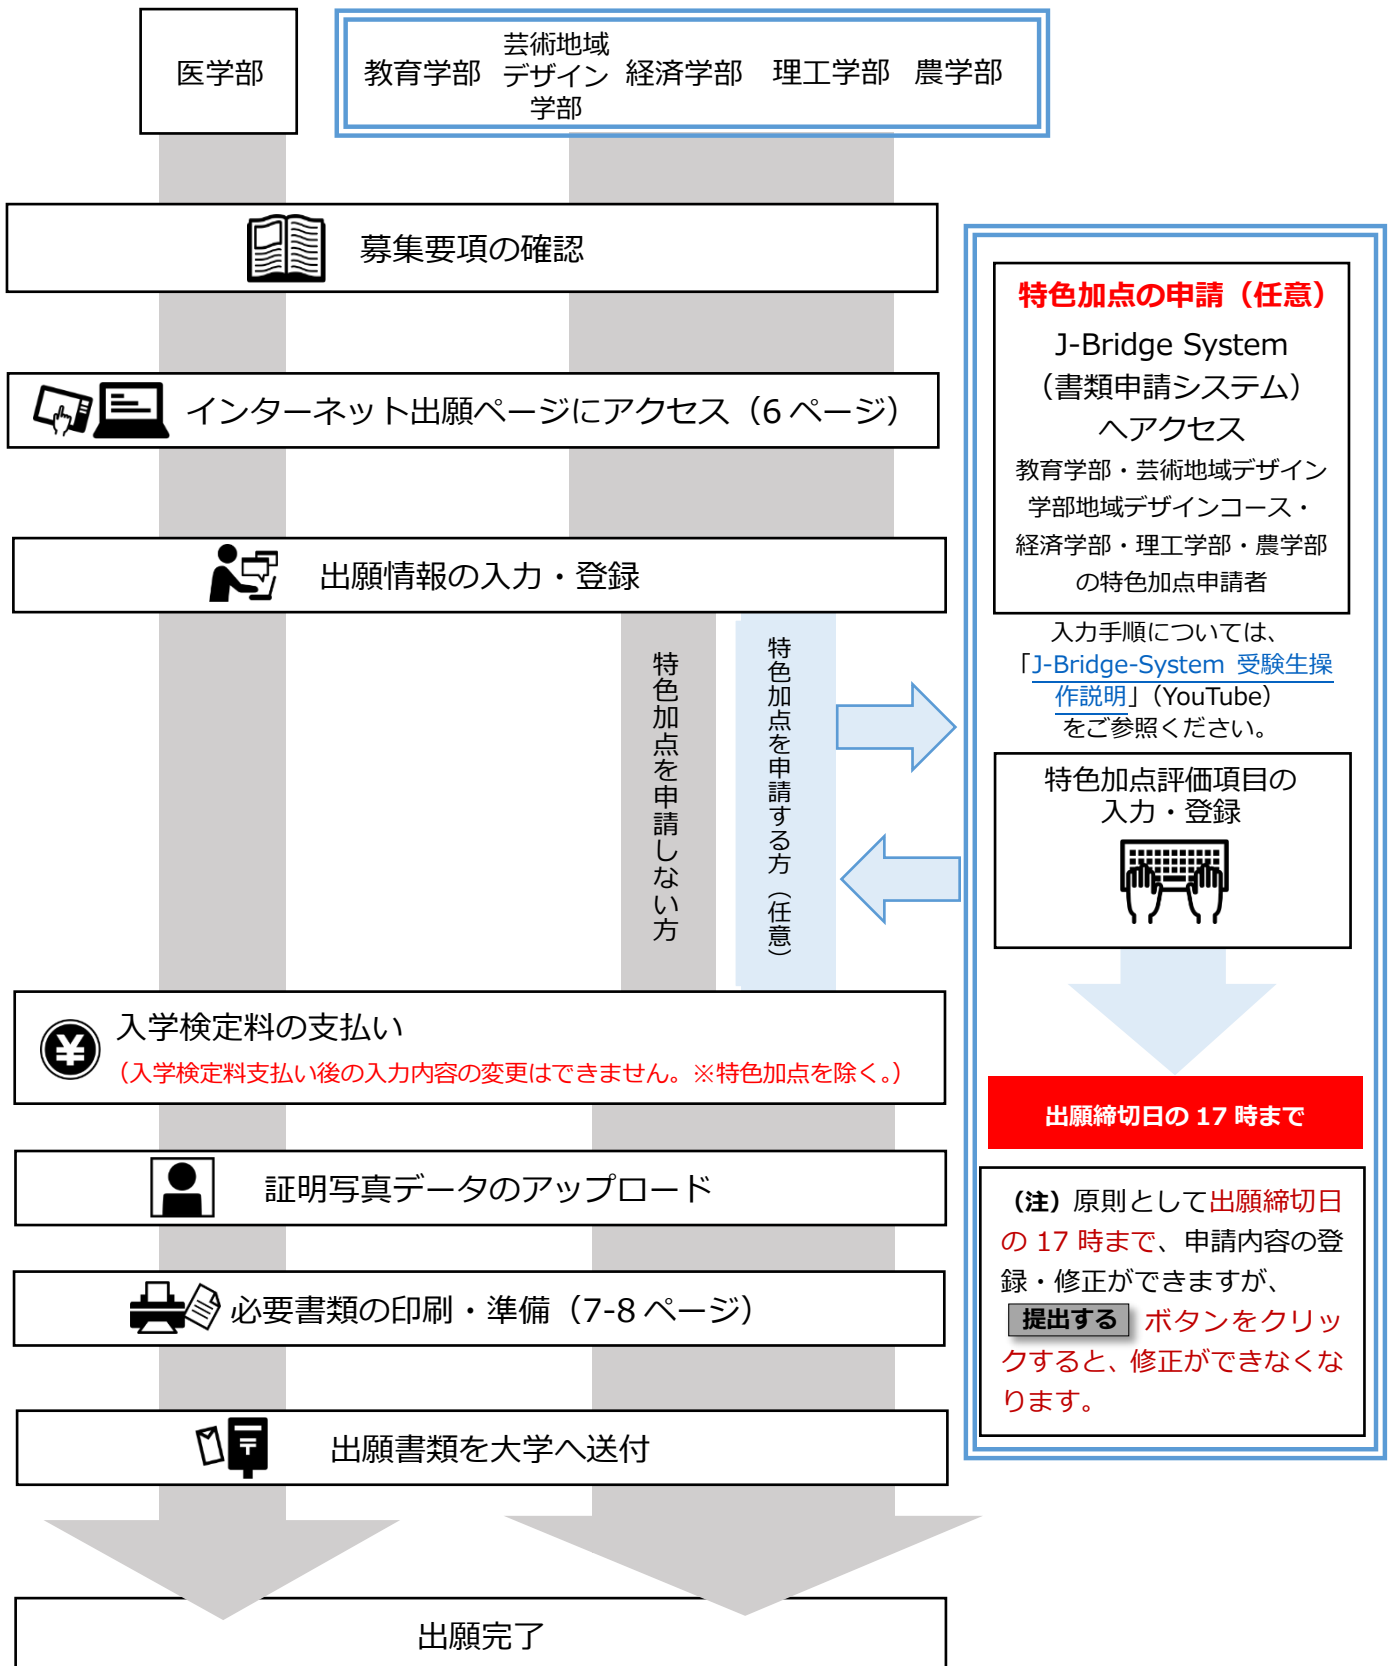 医学部
教育学部
芸術地域
デザイン
学部
経済学部
理工学部
農学部
募集要項の確認
インターネット出願ページにアクセス（6 ページ）
出願情報の入力・登録
特色加点を申請しない方
特色加点を申請する方（任意）
入学検定料の支払い
（入学検定料支払い後の入力内容の変更はできません。※特色加点を除く。）
証明写真データのアップロード
必要書類の印刷・準備（7-8 ページ）
出願書類を大学へ送付
出願完了
特色加点の申請（任意）
J-Bridge System
（書類申請システム）
へアクセス
教育学部・芸術地域デザイン
学部地域デザインコース・
経済学部・理工学部・農学部
の特色加点申請者
入力手順については、
「J-Bridge-System 受験生操
作説明」（YouTube）
をご参照ください。
特色加点評価項目の
入力・登録
出願締切日の 17 時まで
（注）原則として出願締切日
の 17 時まで、申請内容の登
録・修正ができますが、
提出する ボタンをクリッ
クすると、修正ができなくな
ります。